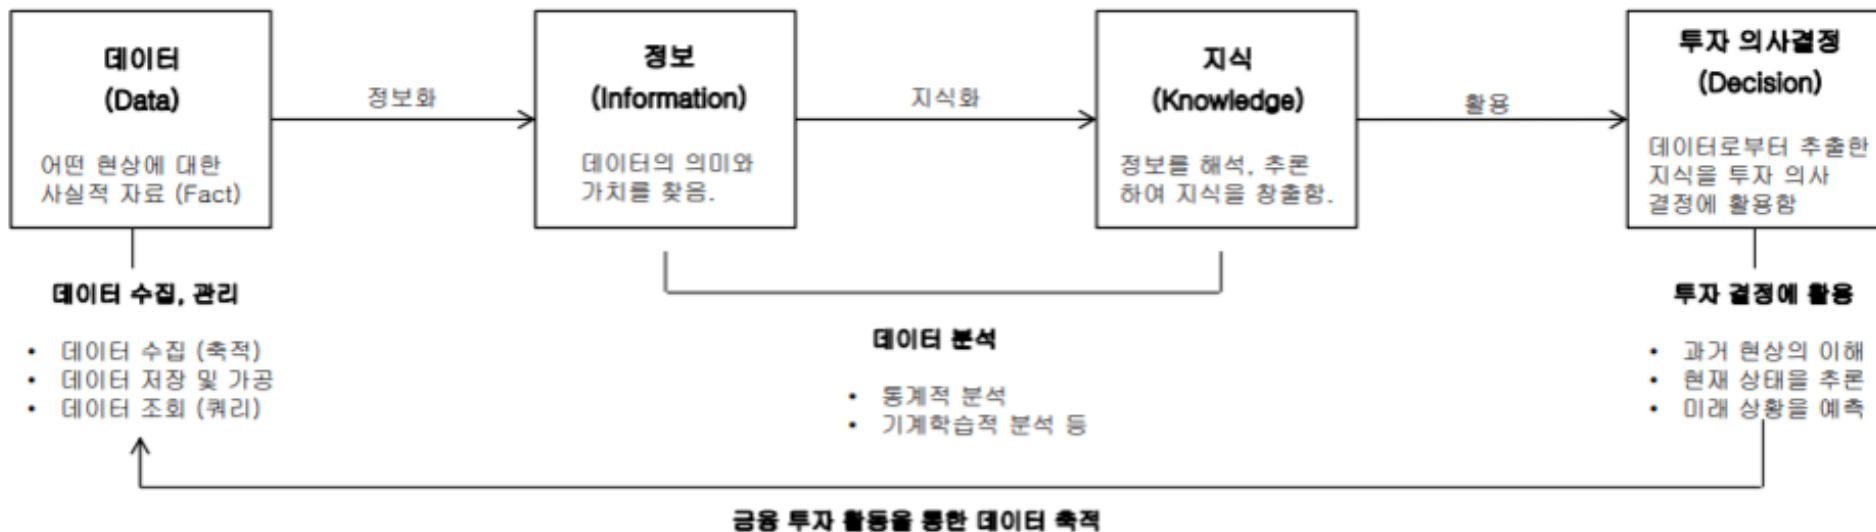 데이터
(Data)
어떤 현상에 대한
사실적 자료 (Fact)
정보화
정보
(Information)
데이터의 의미와
가치를 찾음.
지식화
지식
(Knowledge)
정보를 해석, 추론
하여 지식을 창출함.
활용
투자 의사결정
(Decision)
데이터로부터 추출한
지식을 투자 의사
결정에 활용함
데이터 수집, 관리
• 데이터 수집 (축적)
• 데이터 저장 및 가공
• 데이터 조회 (쿼리)
데이터 분석
• 통계적 분석
• 기계학습적 분석 등
투자 결정에 활용
• 과거 현상의 이해
• 현재 상태을 추론
• 미래 상황을 예측
금융 투자 활동을 통한 데이터 축적